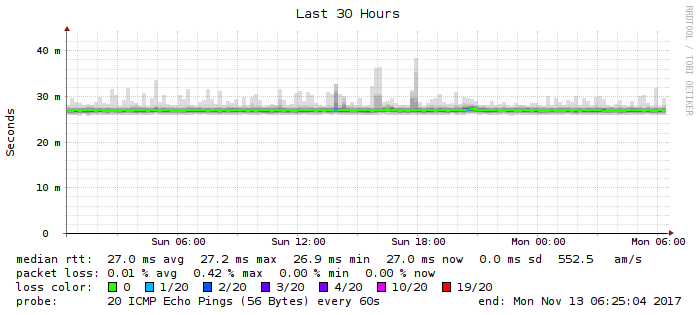 Last 30 Hours
RRDTOOL / TOBI OETIKER
Seconds
40 m
30 m
20 m
10 m
0
Sun 06:00 Sun 12:00 Sun 18:00 Mon 00:00 Mon 06:00
median rtt: 27.0 ms avg 27.2 ms max 26.9 ms min 27.0 ms now 0.0 ms sd 552.5 am/s
packet loss: 0.01 % avg 0.42 % max 0.00 % min 0.00 % now
loss color: 0 1/20 2/20 3/20 4/20 10/20 19/20
probe: 20 ICMP Echo Pings (56 Bytes) every 60s end: Mon Nov 13 06:25:04 2017